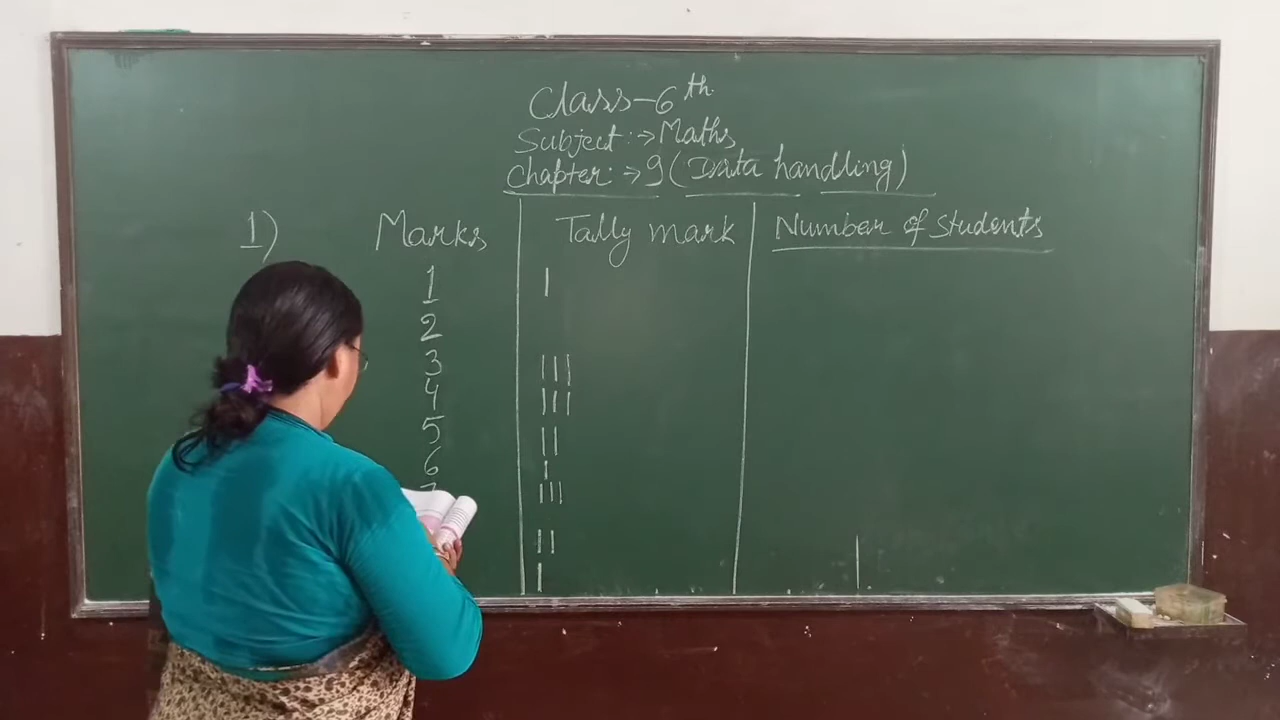 Class-6th
Subject:→Maths
Chapter:→9(Data handling)
1) Marks Tally mark Number of students
1 |
2
3 |||
4 |||
5 ||
6 |
7 |||
||
|